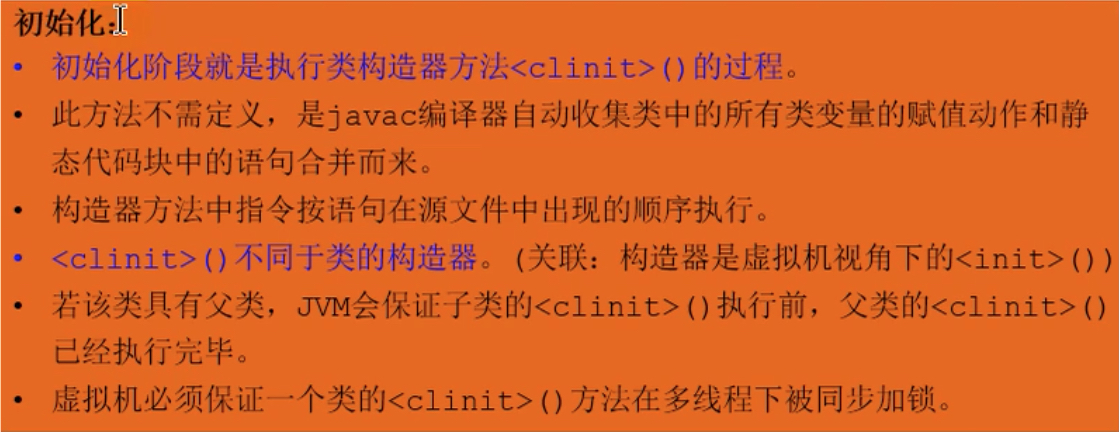 初始化:
• 初始化阶段就是执行类构造器方法<clinit>()的过程。
• 此方法不需定义，是javac编译器自动收集类中的所有类变量的赋值动作和静
态代码块中的语句合并而来。
• 构造器方法中指令按语句在源文件中出现的顺序执行。
• <clinit>()不同于类的构造器。(关联：构造器是虚拟机视角下的<init>())
• 若该类具有父类，JVM会保证子类的<clinit>()执行前，父类的<clinit>()
已经执行完毕。
• 虚拟机必须保证一个类的<clinit>()方法在多线程下被同步加锁。